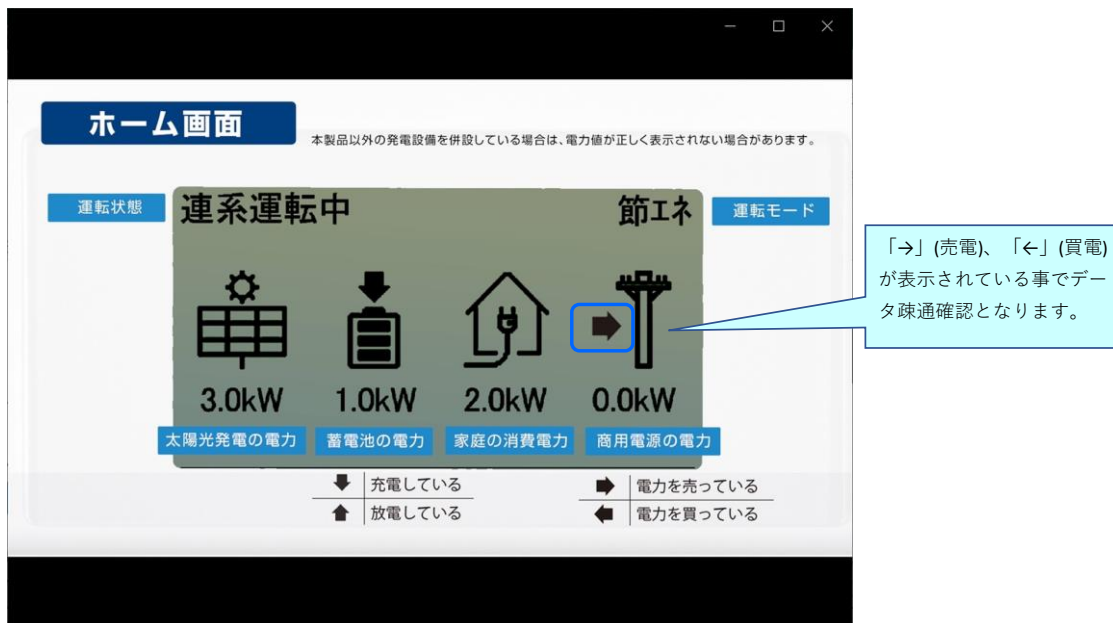 ホーム画面
本製品以外の発電設備を併設している場合は、電力値が正しく表示されない場合があります。
運転状態
連系運転中
節エネ
運転モード
「→」(売電)、「←」(買電)
が表示されている事でデー
タ疎通確認となります。
3.0kW
1.0kW
2.0kW
0.0kW
太陽光発電の電力
蓄電池の電力
家庭の消費電力
商用電源の電力
充電している
放電している
電力を売っている
電力を買っている